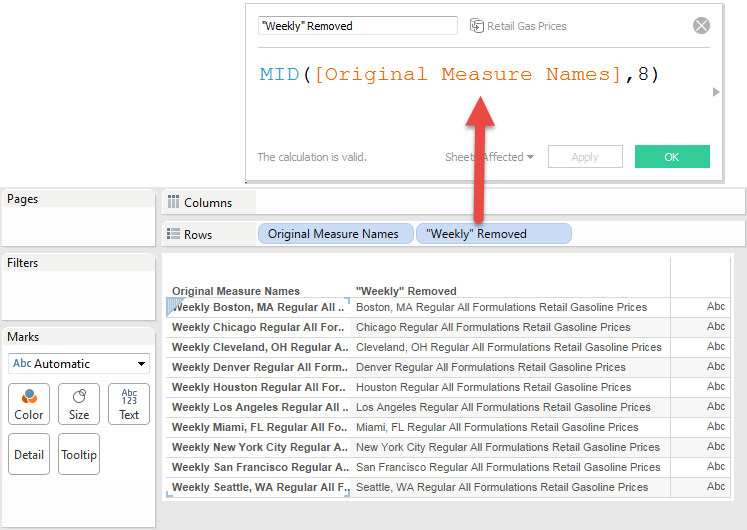 "Weekly" Removed
Retail Gas Prices
MID([Original Measure Names],8)
The calculation is valid.
Sheets Affected
Apply
OK
Pages
Columns
Rows
Original Measure Names
"Weekly" Removed
Filters
Original Measure Names "Weekly" Removed
Weekly Boston, MA Regular All .. Boston, MA Regular All Formulations Retail Gasoline Prices Abc
Weekly Chicago Regular All For.. Chicago Regular All Formulations Retail Gasoline Prices Abc
Weekly Cleveland, OH Regular A.. Cleveland, OH Regular All Formulations Retail Gasoline Prices Abc
Weekly Denver Regular All Form.. Denver Regular All Formulations Retail Gasoline Prices Abc
Weekly Houston Regular All For.. Houston Regular All Formulations Retail Gasoline Prices Abc
Weekly Los Angeles Regular All .. Los Angeles Regular All Formulations Retail Gasoline Prices Abc
Weekly Miami, FL Regular All Fo.. Miami, FL Regular All Formulations Retail Gasoline Prices Abc
Weekly New York City Regular A.. New York City Regular All Formulations Retail Gasoline Prices Abc
Weekly San Francisco Regular A.. San Francisco Regular All Formulations Retail Gasoline Prices Abc
Weekly Seattle, WA Regular All F.. Seattle, WA Regular All Formulations Retail Gasoline Prices Abc
Marks
Abc Automatic
Color
Size
Abc
123
Text
Detail
Tooltip